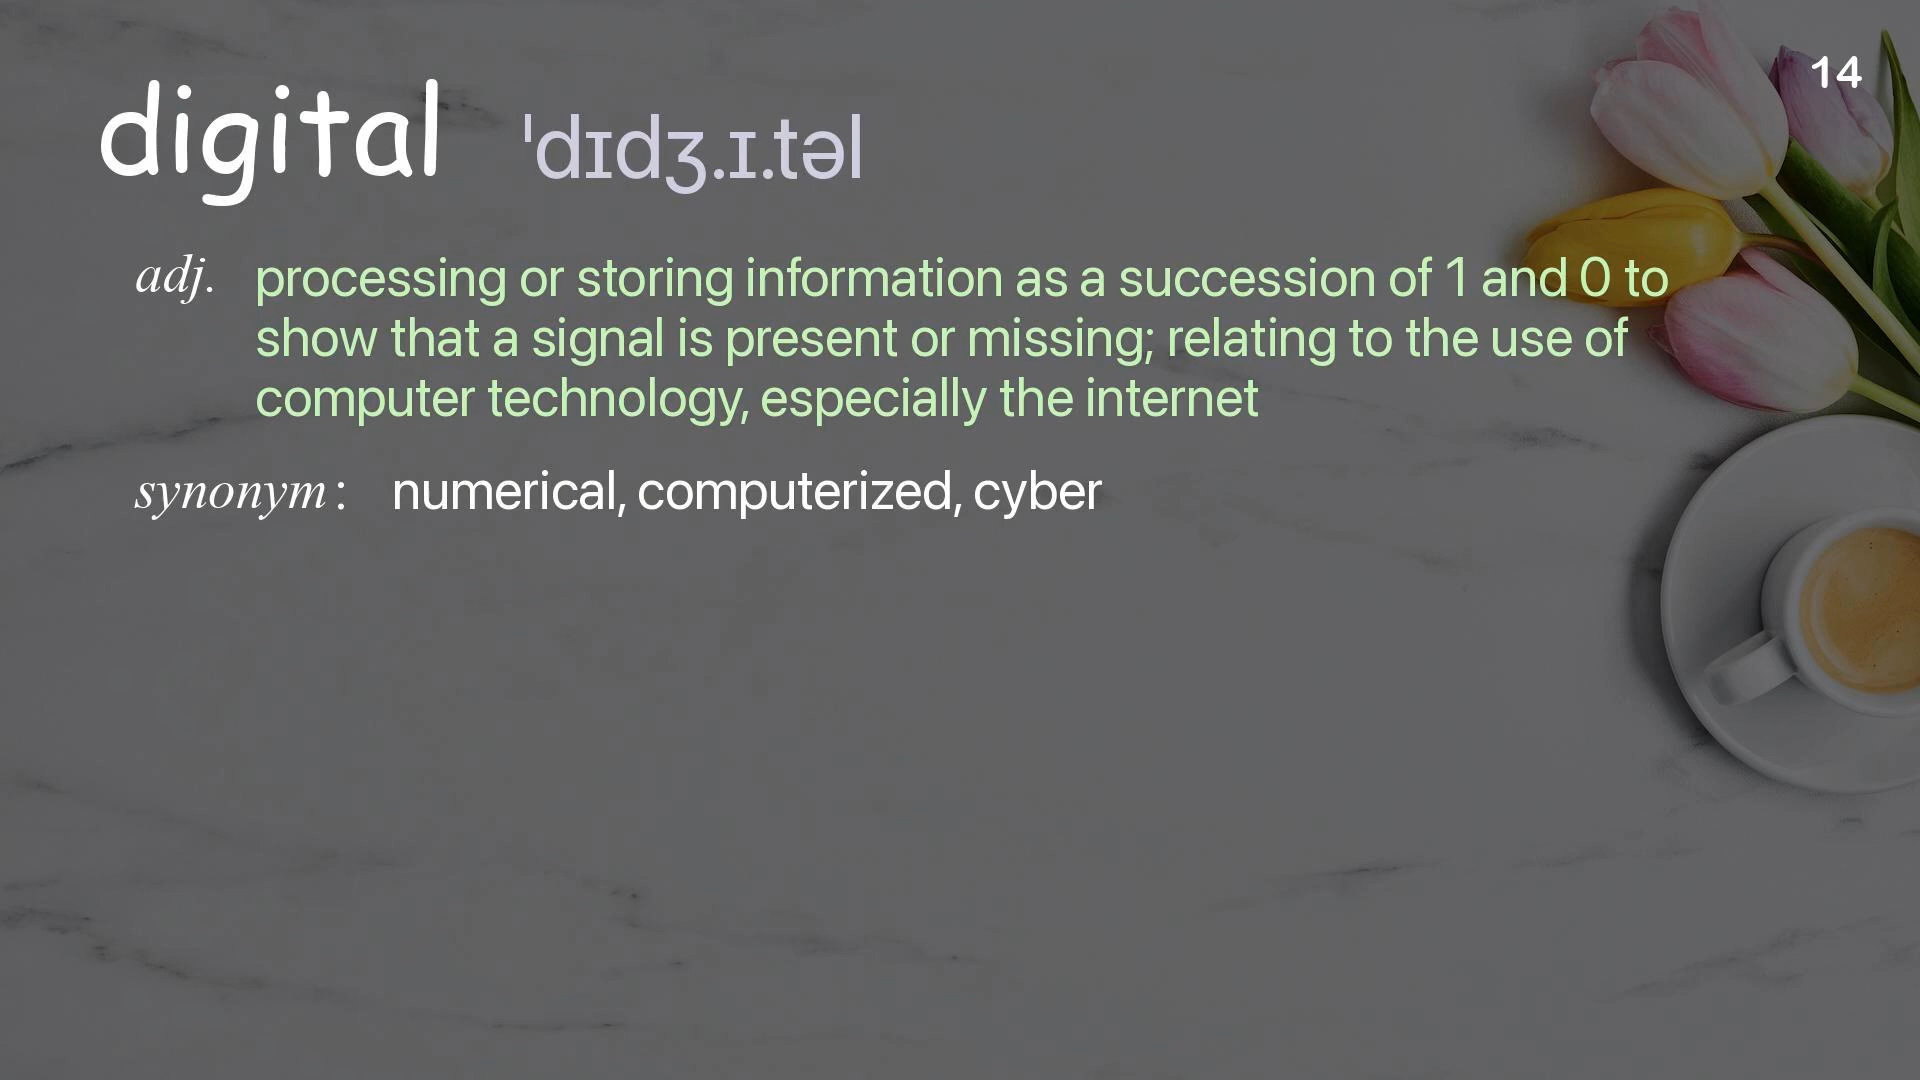 14
digital ˈdɪdʒ.ɪ.təl
adj. processing or storing information as a succession of 1 and 0 to
show that a signal is present or missing; relating to the use of
computer technology, especially the internet
synonym : numerical, computerized, cyber